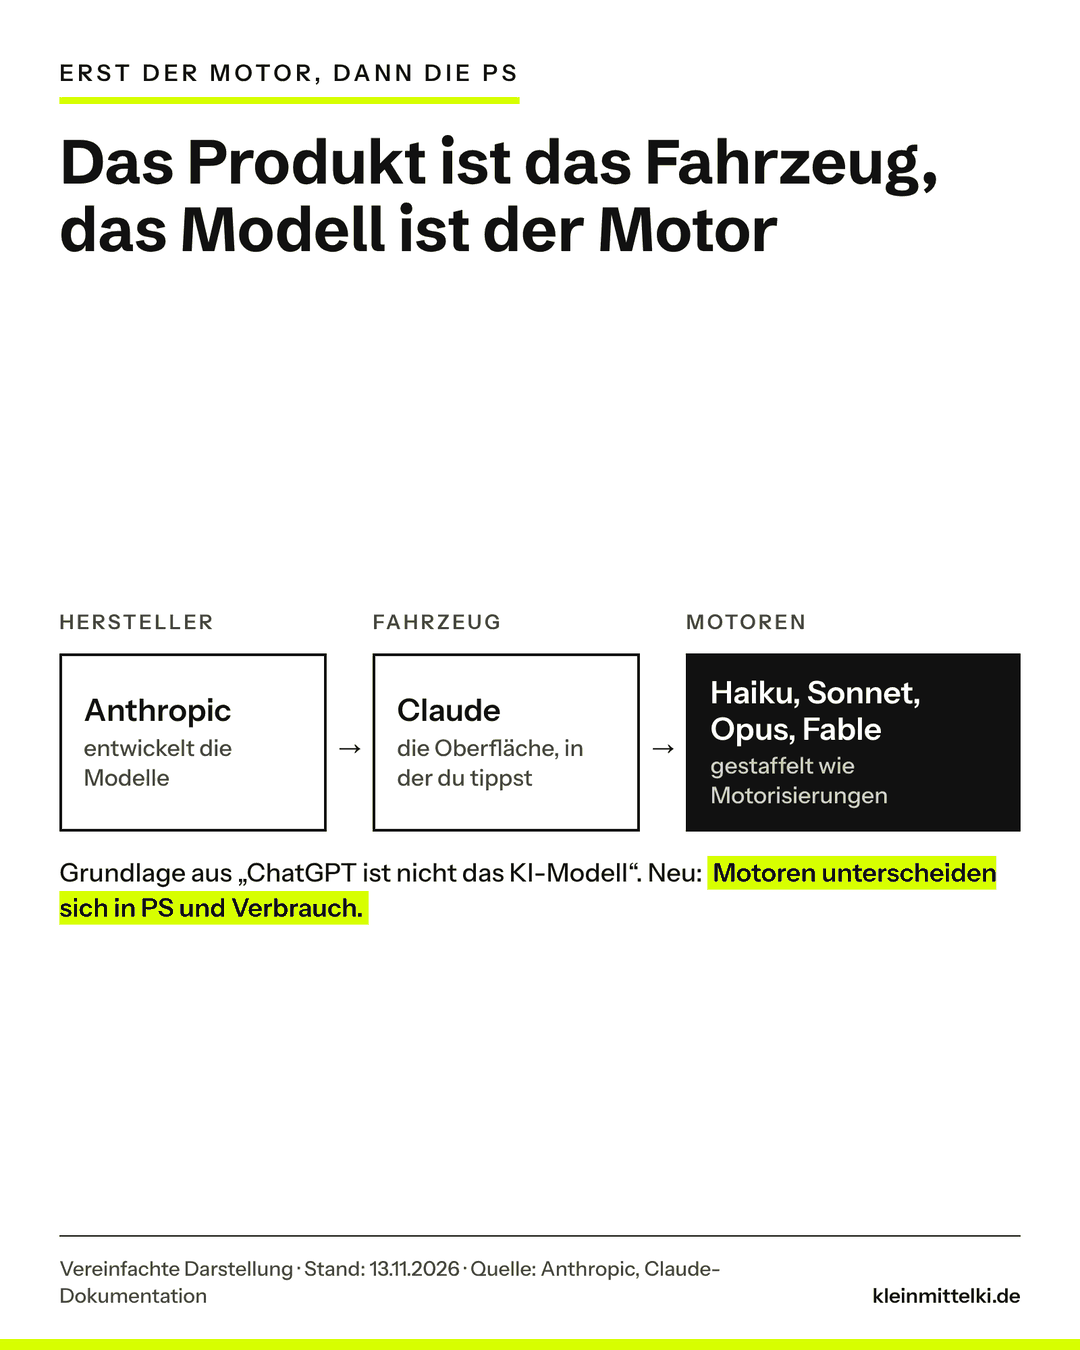 ERST DER MOTOR, DANN DIE PS
Das Produkt ist das Fahrzeug,
das Modell ist der Motor
HERSTELLER
Anthropic
entwickelt die
Modelle
→
FAHRZEUG
Claude
die Oberfläche, in
der du tippst
→
MOTOREN
Haiku, Sonnet,
Opus, Fable
gestaffelt wie
Motorisierungen
Grundlage aus „ChatGPT ist nicht das KI-Modell“. Neu: Motoren unterscheiden
sich in PS und Verbrauch.
Vereinfachte Darstellung · Stand: 13.11.2026 · Quelle: Anthropic, Claude-
Dokumentation
kleinmittelki.de